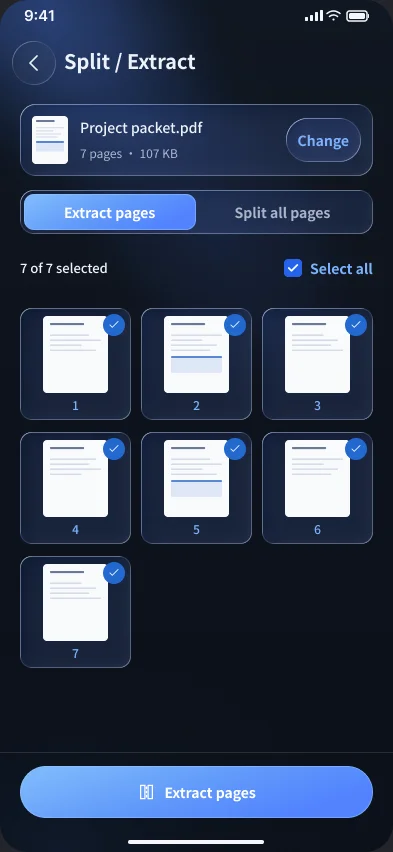 9:41
Split / Extract
Project packet.pdf
7 pages • 107 KB
Change
Extract pages
Split all pages
7 of 7 selected
Select all
1
2
3
4
5
6
7
Extract pages